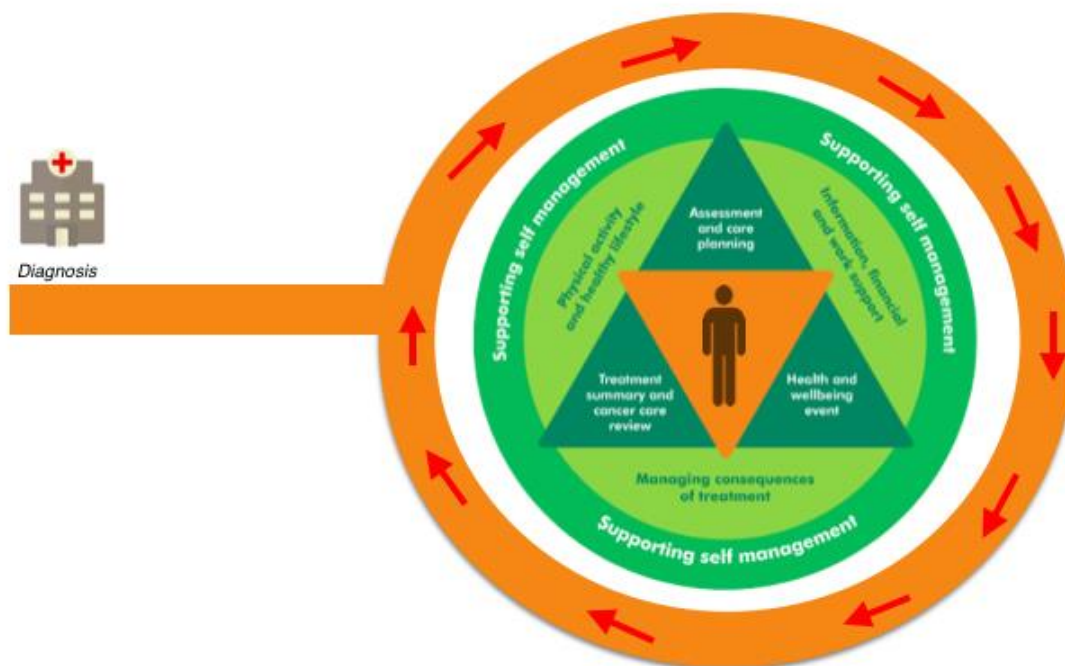 Diagnosis
Supporting self management
Supporting self management
Physical activity
and healthy lifestyle
Assessment
and care
planning
Information, financial
and work support
Treatment
summary and
cancer care
review
Health and
wellbeing
event
Managing consequences
of treatment
Supporting self management